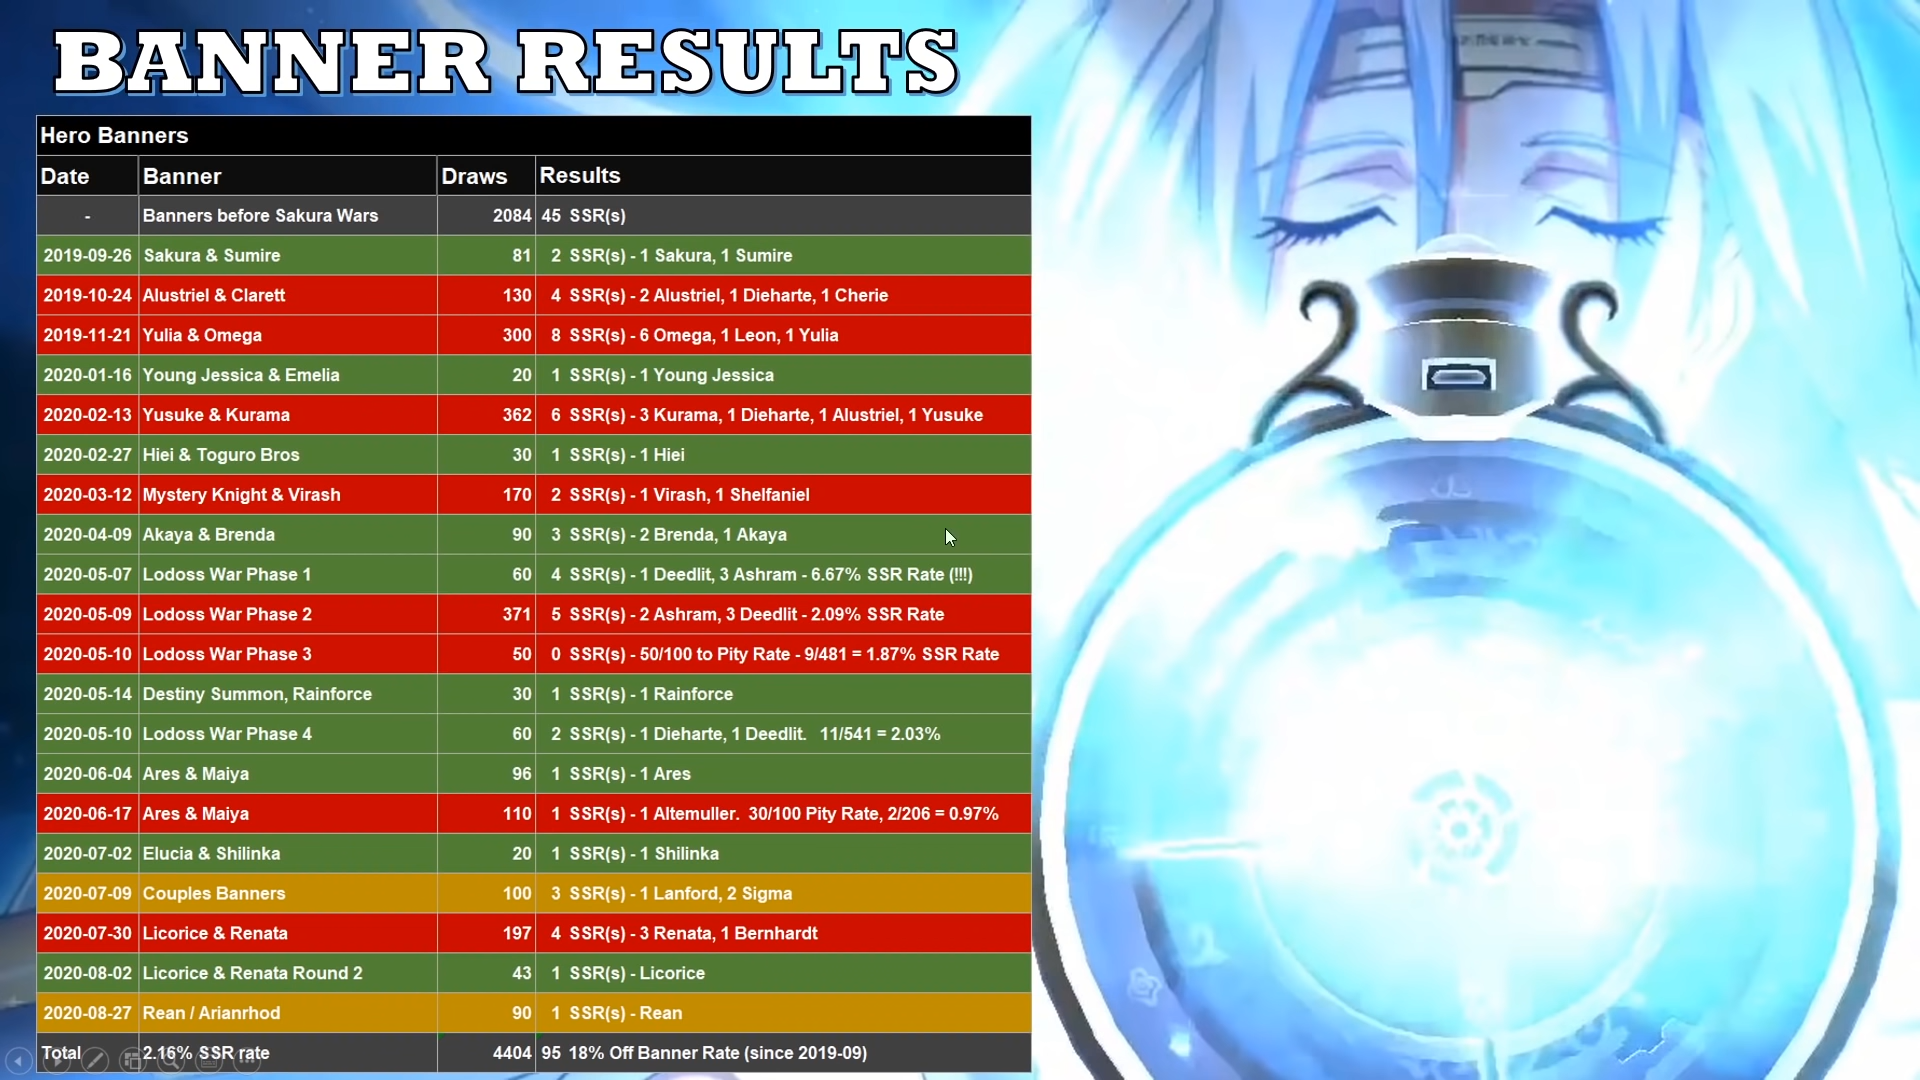 BANNER RESULTS
Hero Banners
Date Banner Draws Results
- Banners before Sakura Wars 2084 45 SSR(s)
2019-09-26 Sakura & Sumire 81 2 SSR(s) - 1 Sakura, 1 Sumire
2019-10-24 Alustriel & Clarett 130 4 SSR(s) - 2 Alustriel, 1 Dieharte, 1 Cherie
2019-11-21 Yulia & Omega 300 8 SSR(s) - 6 Omega, 1 Leon, 1 Yulia
2020-01-16 Young Jessica & Emelia 20 1 SSR(s) - 1 Young Jessica
2020-02-13 Yusuke & Kurama 362 6 SSR(s) - 3 Kurama, 1 Dieharte, 1 Alustriel, 1 Yusuke
2020-02-27 Hiei & Toguro Bros 30 1 SSR(s) - 1 Hiei
2020-03-12 Mystery Knight & Virash 170 2 SSR(s) - 1 Virash, 1 Shelfaniel
2020-04-09 Akaya & Brenda 90 3 SSR(s) - 2 Brenda, 1 Akaya
2020-05-07 Lodoss War Phase 1 60 4 SSR(s) - 1 Deedlit, 3 Ashram - 6.67% SSR Rate (!!!)
2020-05-09 Lodoss War Phase 2 371 5 SSR(s) - 2 Ashram, 3 Deedlit - 2.09% SSR Rate
2020-05-10 Lodoss War Phase 3 50 0 SSR(s) - 50/100 to Pity Rate - 9/481 = 1.87% SSR Rate
2020-05-14 Destiny Summon, Rainforce 30 1 SSR(s) - 1 Rainforce
2020-05-10 Lodoss War Phase 4 60 2 SSR(s) - 1 Dieharte, 1 Deedlit. 11/541 = 2.03%
2020-06-04 Ares & Maiya 96 1 SSR(s) - 1 Ares
2020-06-17 Ares & Maiya 110 1 SSR(s) - 1 Altemuller. 30/100 Pity Rate, 2/206 = 0.97%
2020-07-02 Elucia & Shilinka 20 1 SSR(s) - 1 Shilinka
2020-07-09 Couples Banners 100 3 SSR(s) - 1 Lanford, 2 Sigma
2020-07-30 Licorice & Renata 197 4 SSR(s) - 3 Renata, 1 Bernhardt
2020-08-02 Licorice & Renata Round 2 43 1 SSR(s) - Licorice
2020-08-27 Rean / Arianrhod 90 1 SSR(s) - Rean
Total 2.16% SSR rate 4404 95 18% Off Banner Rate (since 2019-09)